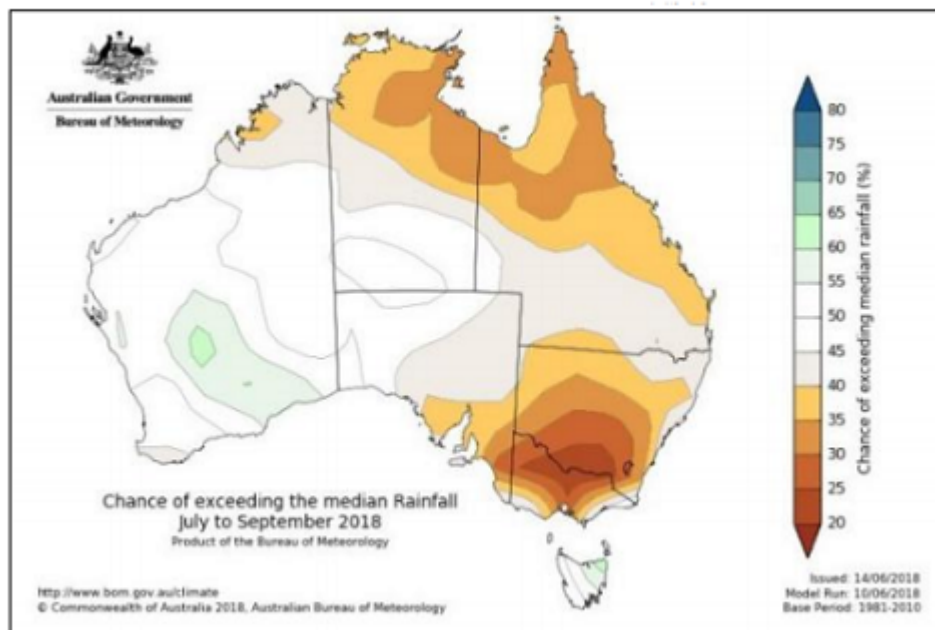 Australian Government
Bureau of Meteorology
80
75
70
65
60
55
50
45
40
35
30
25
20
Chance of exceeding median rainfall (%)
Chance of exceeding the median Rainfall
July to September 2018
Product of the Bureau of Meteorology
http://www.bom.gov.au/climate
© Commonwealth of Australia 2018, Australian Bureau of Meteorology
Issued: 14/06/2018
Model Run: 10/06/2018
Base Period: 1981-2010